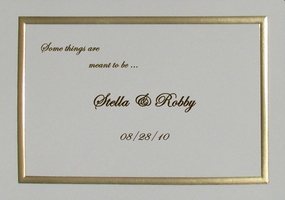 Some things are
meant to be ...
Stella & Robby
08/28/10